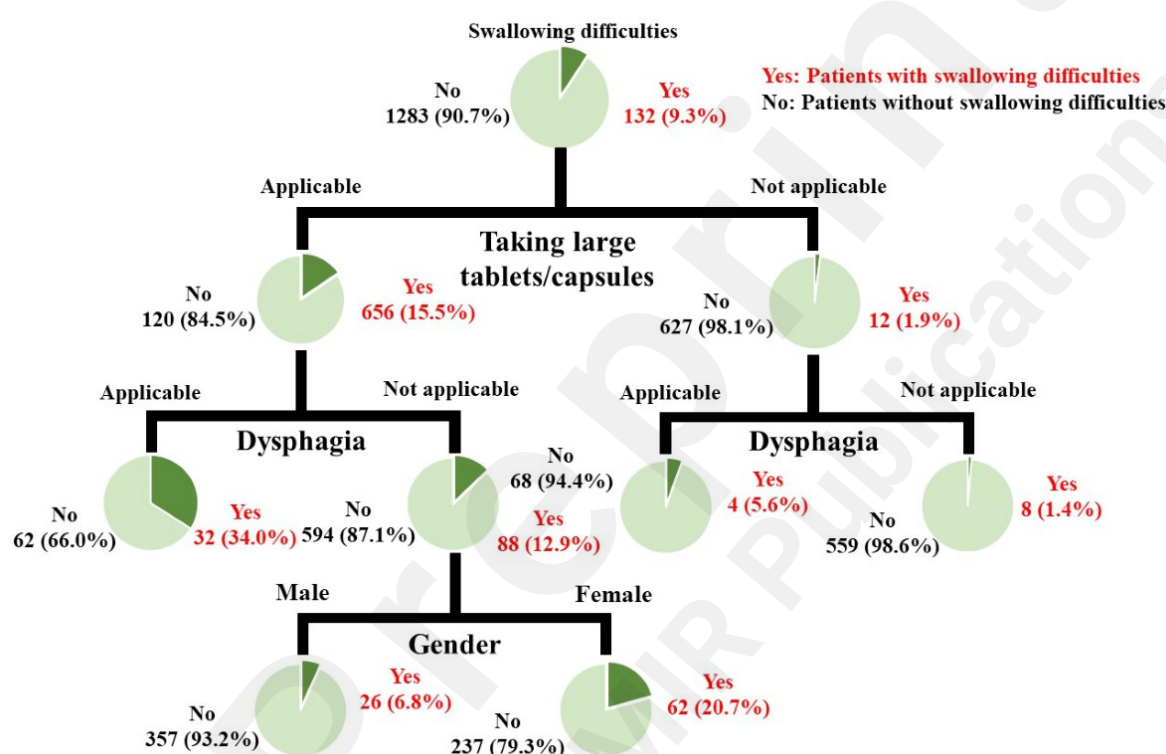 Swallowing difficulties
No
1283 (90.7%)
Yes
132 (9.3%)
Yes: Patients with swallowing difficulties
No: Patients without swallowing difficulties
Applicable
Not applicable
Taking large
tablets/capsules
No
120 (84.5%)
Yes
656 (15.5%)
No
627 (98.1%)
Yes
12 (1.9%)
Applicable
Not applicable
Dysphagia
Applicable
Not applicable
Dysphagia
No
62 (66.0%)
Yes
32 (34.0%)
No
594 (87.1%)
Yes
88 (12.9%)
No
68 (94.4%)
Yes
4 (5.6%)
No
559 (98.6%)
Yes
8 (1.4%)
Male
Female
Gender
No
357 (93.2%)
Yes
26 (6.8%)
No
237 (79.3%)
Yes
62 (20.7%)
Preprint
MR Publications